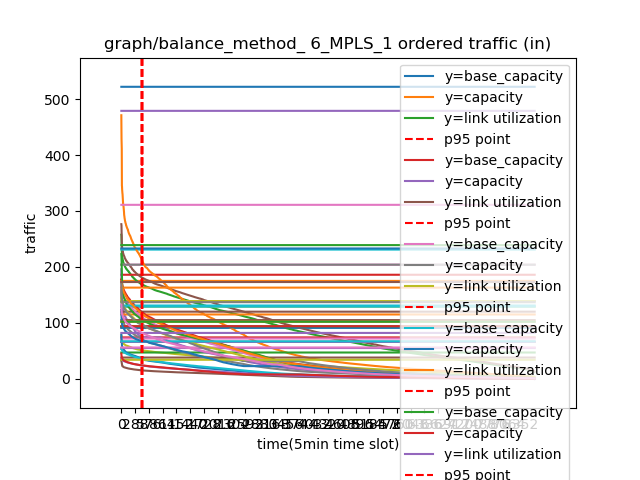 graph/balance_method_ 6_MPLS_1 ordered traffic (in)
traffic
500
400
300
200
100
0
time(5min time slot)
y=base_capacity
y=capacity
y=link utilization
p95 point
y=base_capacity
y=capacity
y=link utilization
p95 point
y=base_capacity
y=capacity
y=link utilization
p95 point
y=base_capacity
y=capacity
y=link utilization
p95 point
y=base_capacity
y=capacity
y=link utilization
p95 point